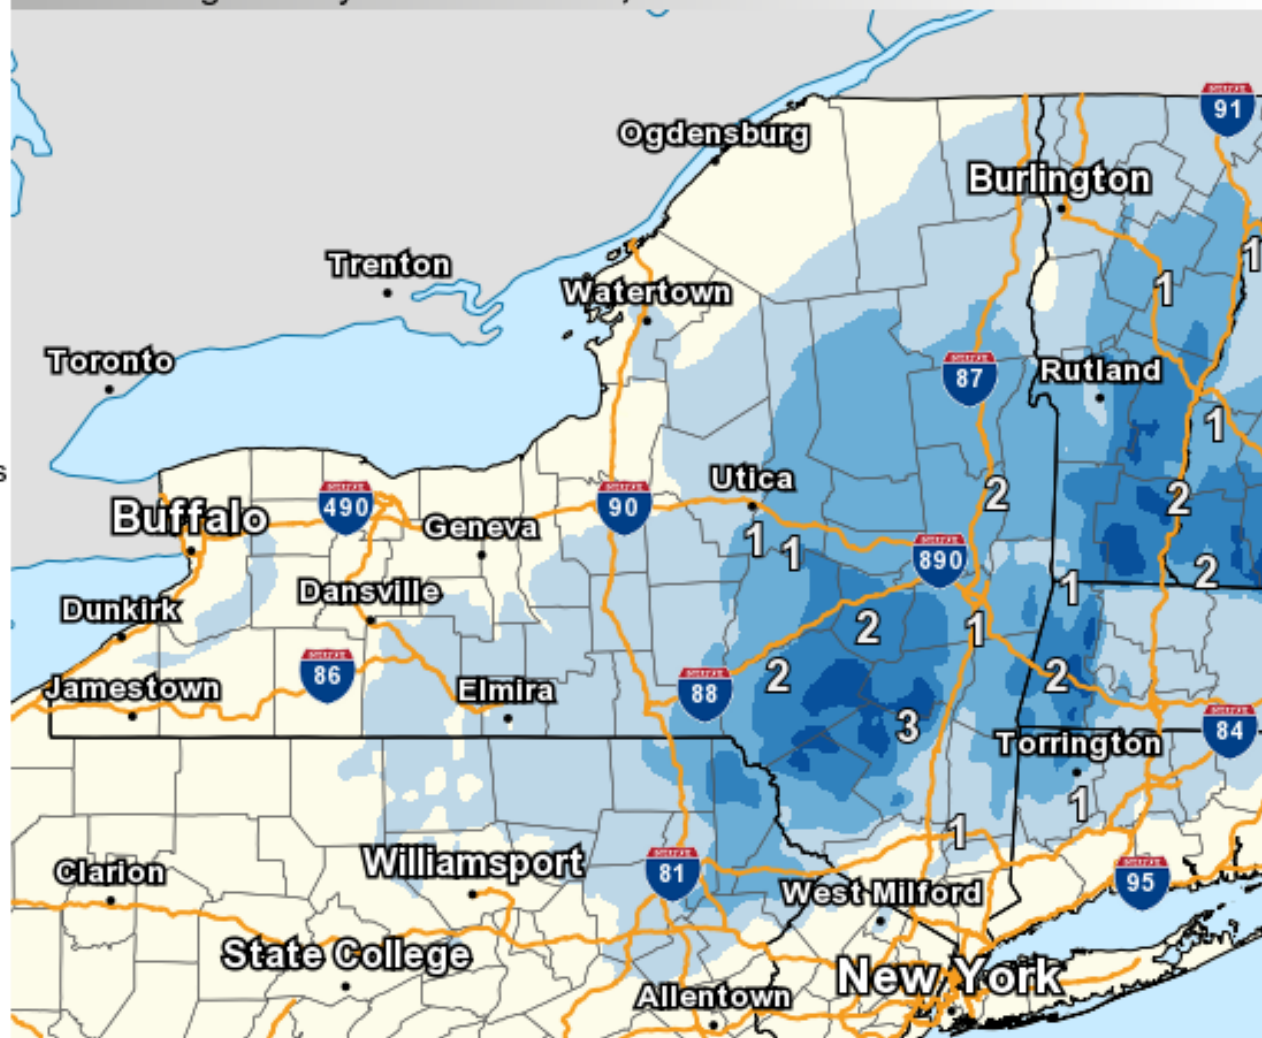 91
Ogdensburg
Burlington
1
Trenton
Watertown
1
Toronto
87
Rutland
1
s
Utica
2
2
490
90
Buffalo
Geneva
1
1
890
2
Dansville
1
Dunkirk
2
1
86
2
2
Jamestown
Elmira
88
3
84
Torrington
1
1
Clarion
Williamsport
81
95
West Milford
State College
New York
Allentown